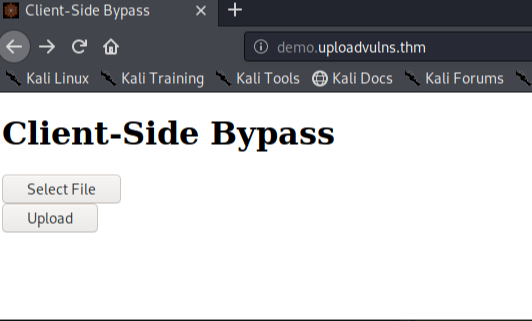 Client-Side Bypass
demo.uploadvulns.thm
Kali Linux Kali Training Kali Tools Kali Docs Kali Forums
Client-Side Bypass
Select File
Upload